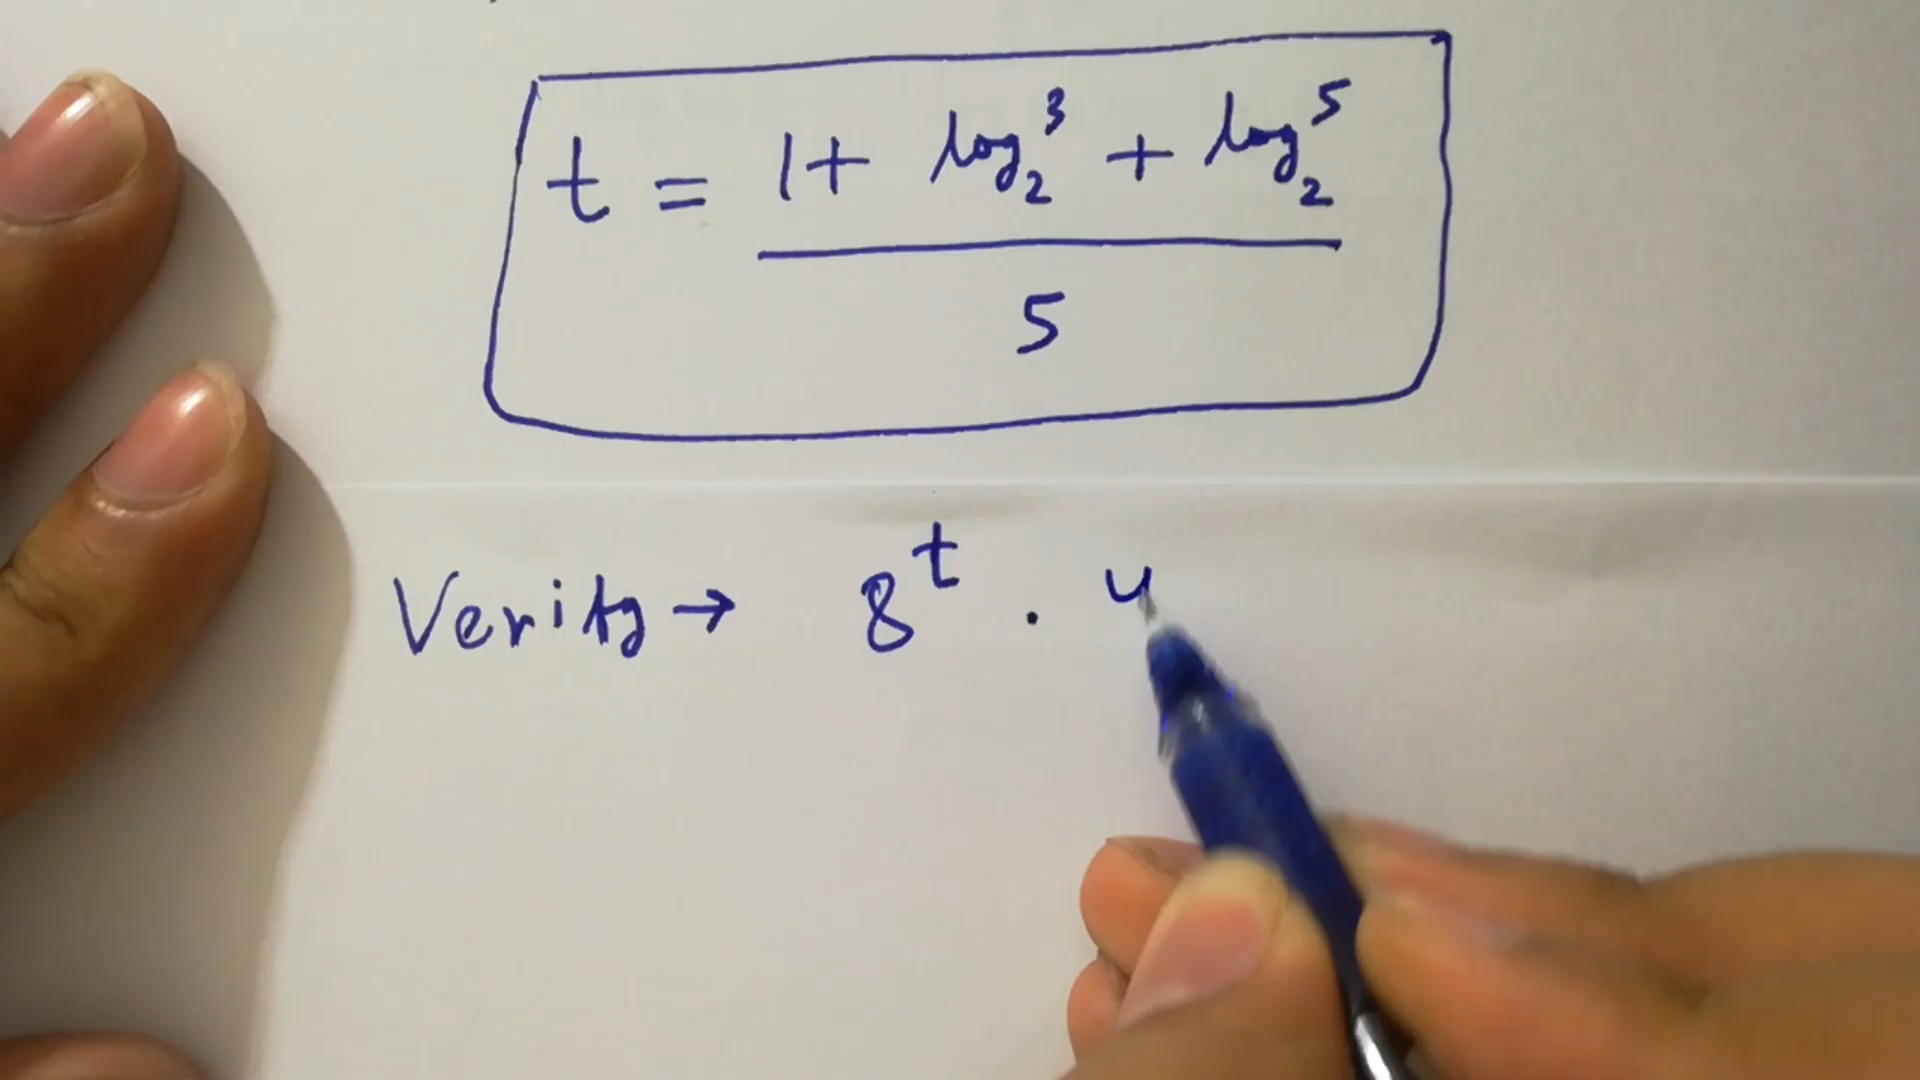 t = 1 + log₂³ + log₂⁵
5
Verify → 8ᵗ . 4